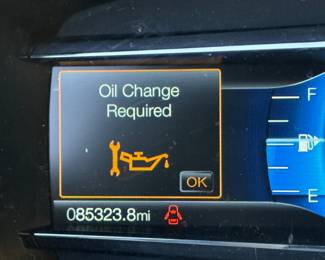 Oil Change
Required
OK
085323.8mi
F
E